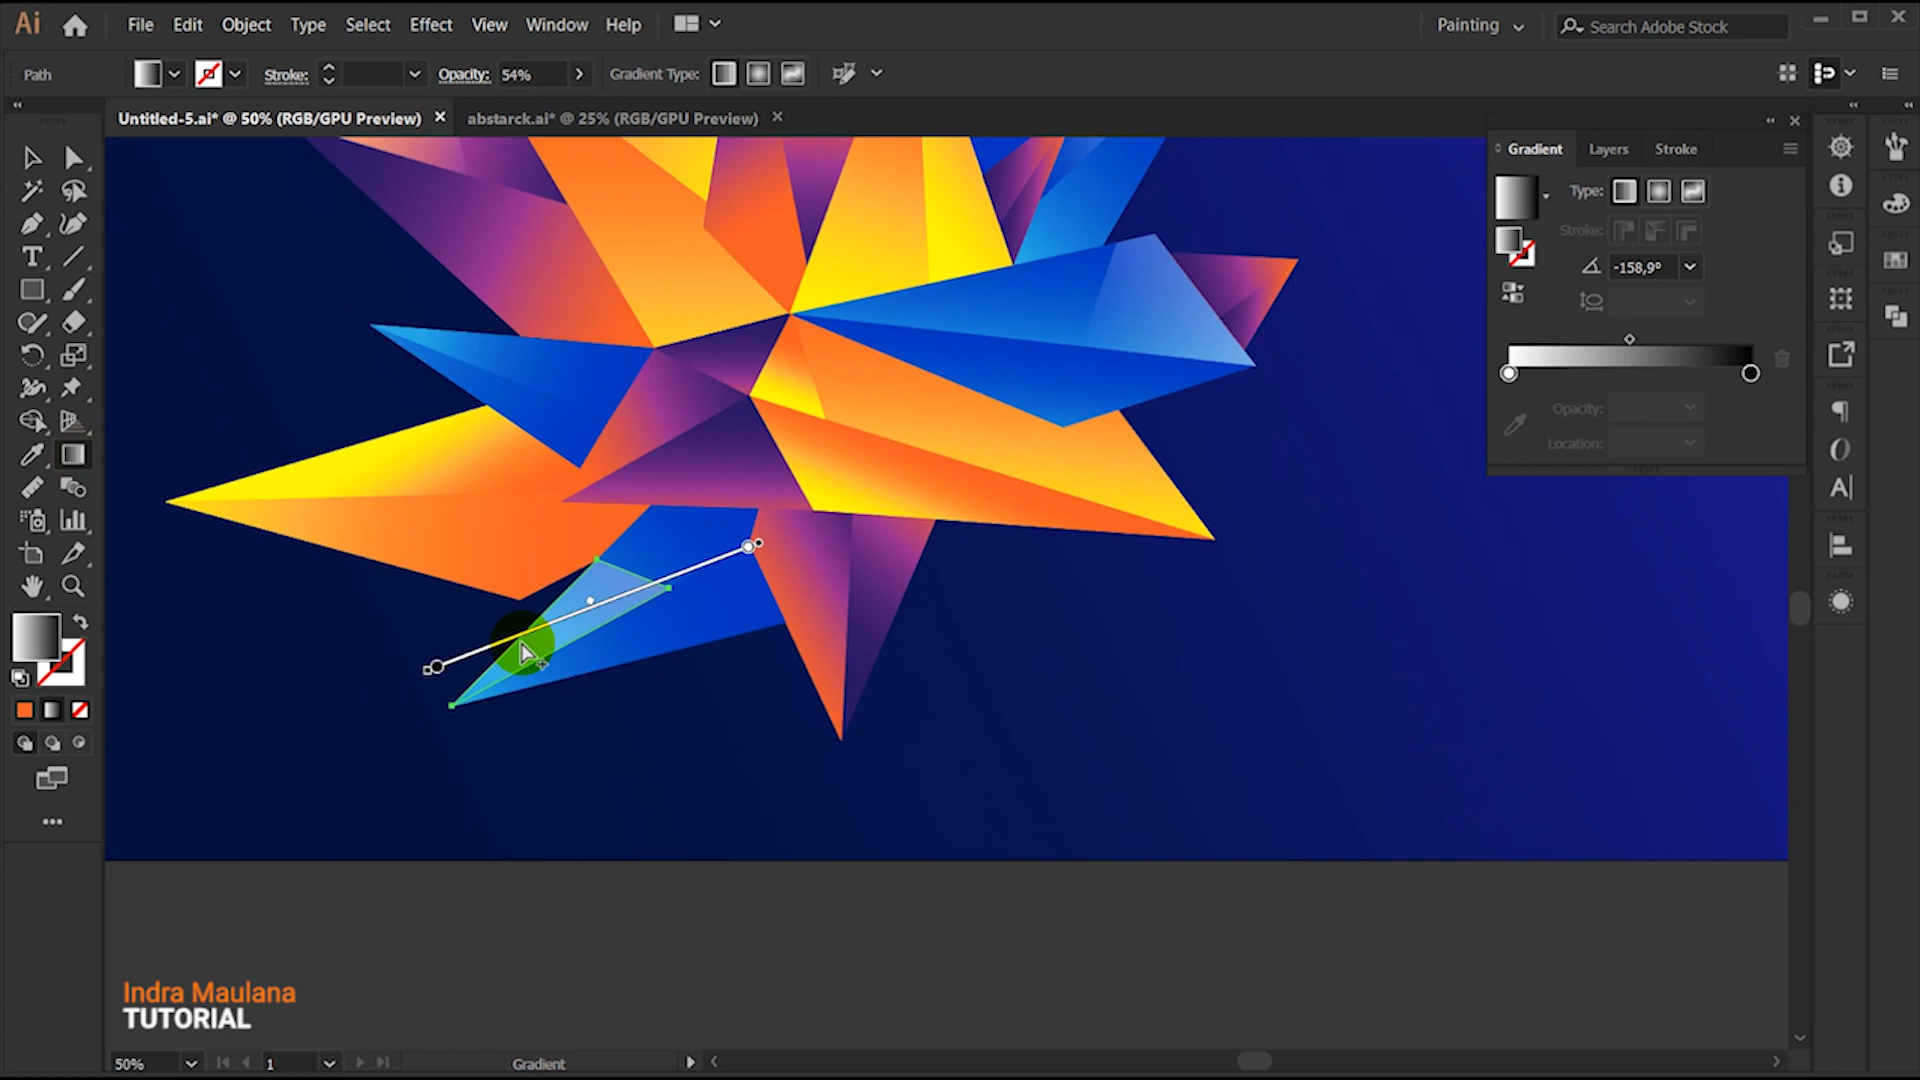 Ai File Edit Object Type Select Effect View Window Help Painting Search Adobe Stock
Path Stroke: Opacity: 54% Gradient Type:
Untitled-5.ai* @ 50% (RGB/GPU Preview) × abstarck.ai* @ 25% (RGB/GPU Preview) ×
Gradient Layers Stroke
Type:
Stroke:
-158,9°
Opacity:
Location:
Indra Maulana
TUTORIAL
50% 1 Gradient